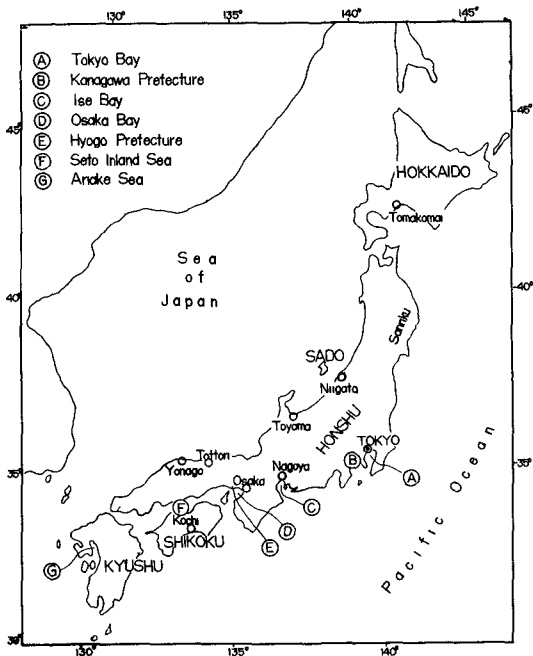 130° 135° 140° 145°
Ⓐ Tokyo Bay
Ⓑ Kanagawa Prefecture
Ⓒ Ise Bay
Ⓓ Osaka Bay
Ⓔ Hyogo Prefecture
Ⓕ Seto Inland Sea
Ⓖ Ariake Sea
45°
45°
HOKKAIDO
Tomakomai
Sea
of
Japan
40°
40°
Sanriku
SADO
Niigata
Toyama
HONSHU
TOKYO
Yonago
Tottori
Nagoya
Osaka
Ⓑ
Ⓐ
35°
35°
Ⓕ
Kochi
SHIKOKU
Ⓒ
Ⓓ
Ⓔ
Pacific Ocean
Ⓖ
KYUSHU
30°
130° 135° 140°